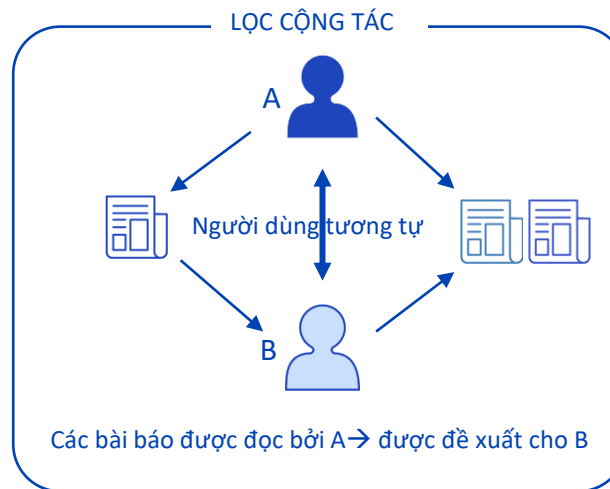 LỌC CỘNG TÁC
A
Người dùng tương tự
B
Các bài báo được đọc bởi A→ được đề xuất cho B